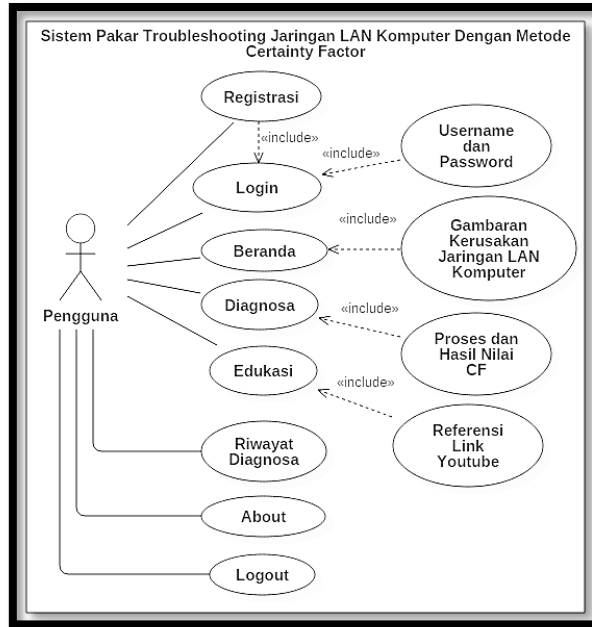 Sistem Pakar Troubleshooting Jaringan LAN Komputer Dengan Metode
Certainty Factor
Registrasi
«include»
Username
dan
Password
«include»
Login
«include»
Gambaran
Kerusakan
Jaringan LAN
Komputer
Beranda
Pengguna
Diagnosa
«include»
Proses dan
Hasil Nilai
CF
Edukasi
«include»
Referensi
Link
Youtube
Riwayat
Diagnosa
About
Logout